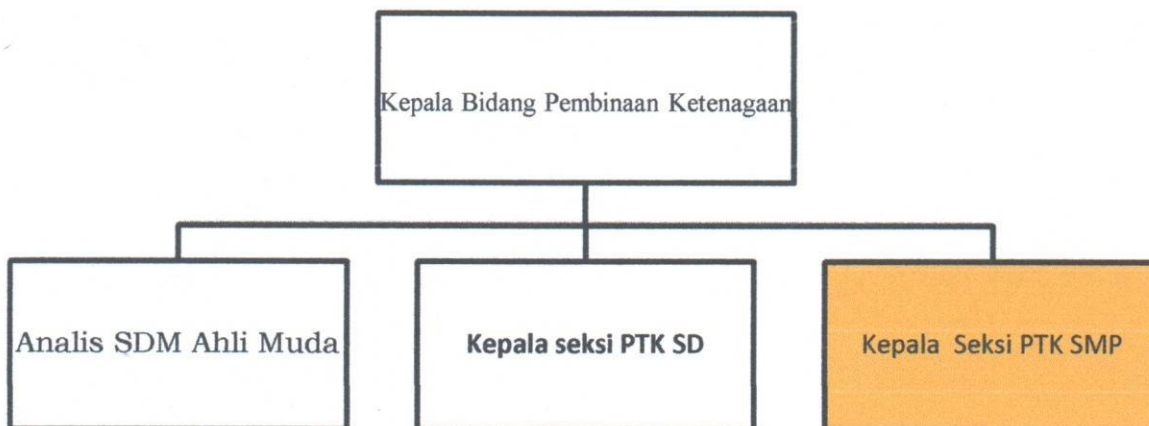 Kepala Bidang Pembinaan Ketenagaan
Analis SDM Ahli Muda
Kepala seksi PTK SD
Kepala Seksi PTK SMP